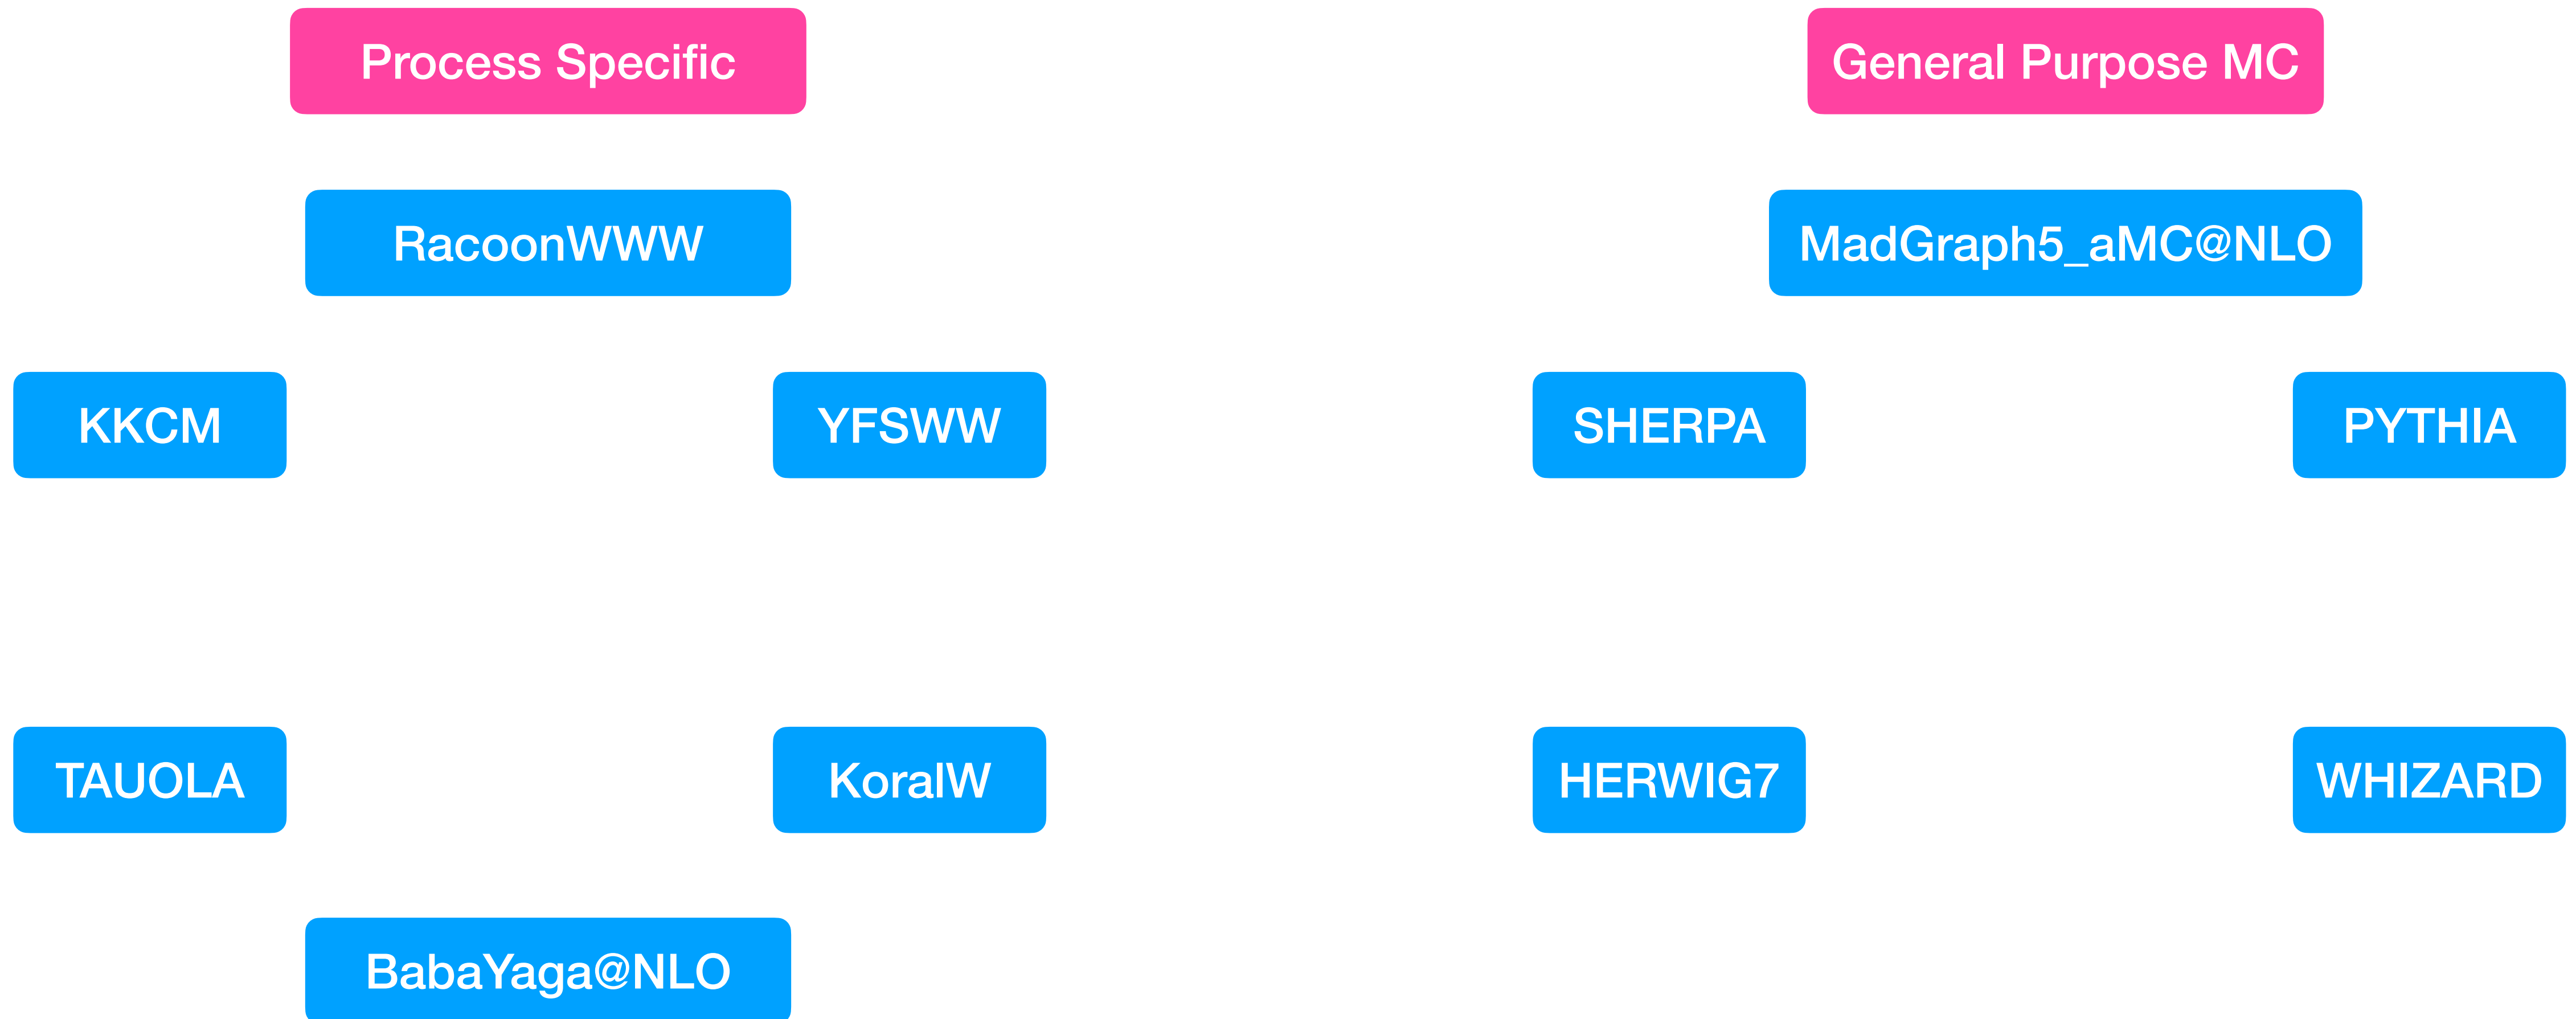 Process Specific
General Purpose MC
RacoonWWW
MadGraph5_aMC@NLO
KKCM
YFSWW
SHERPA
PYTHIA
TAUOLA
KoralW
HERWIG7
WHIZARD
BabaYaga@NLO